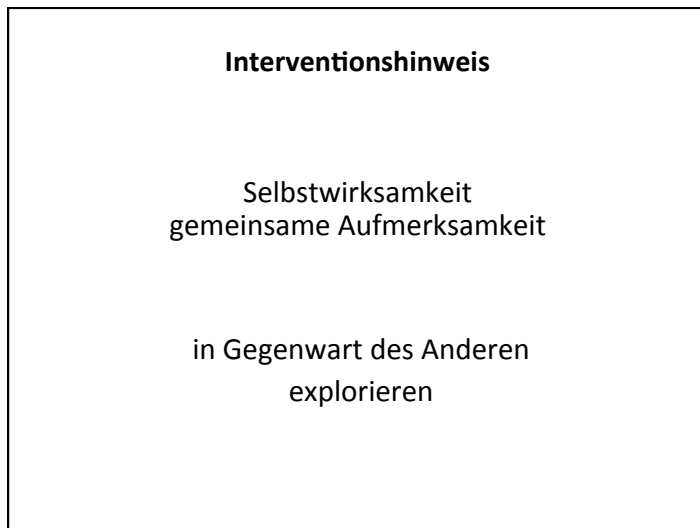 Interventionshinweis
Selbstwirksamkeit
gemeinsame Aufmerksamkeit
in Gegenwart des Anderen
explorieren